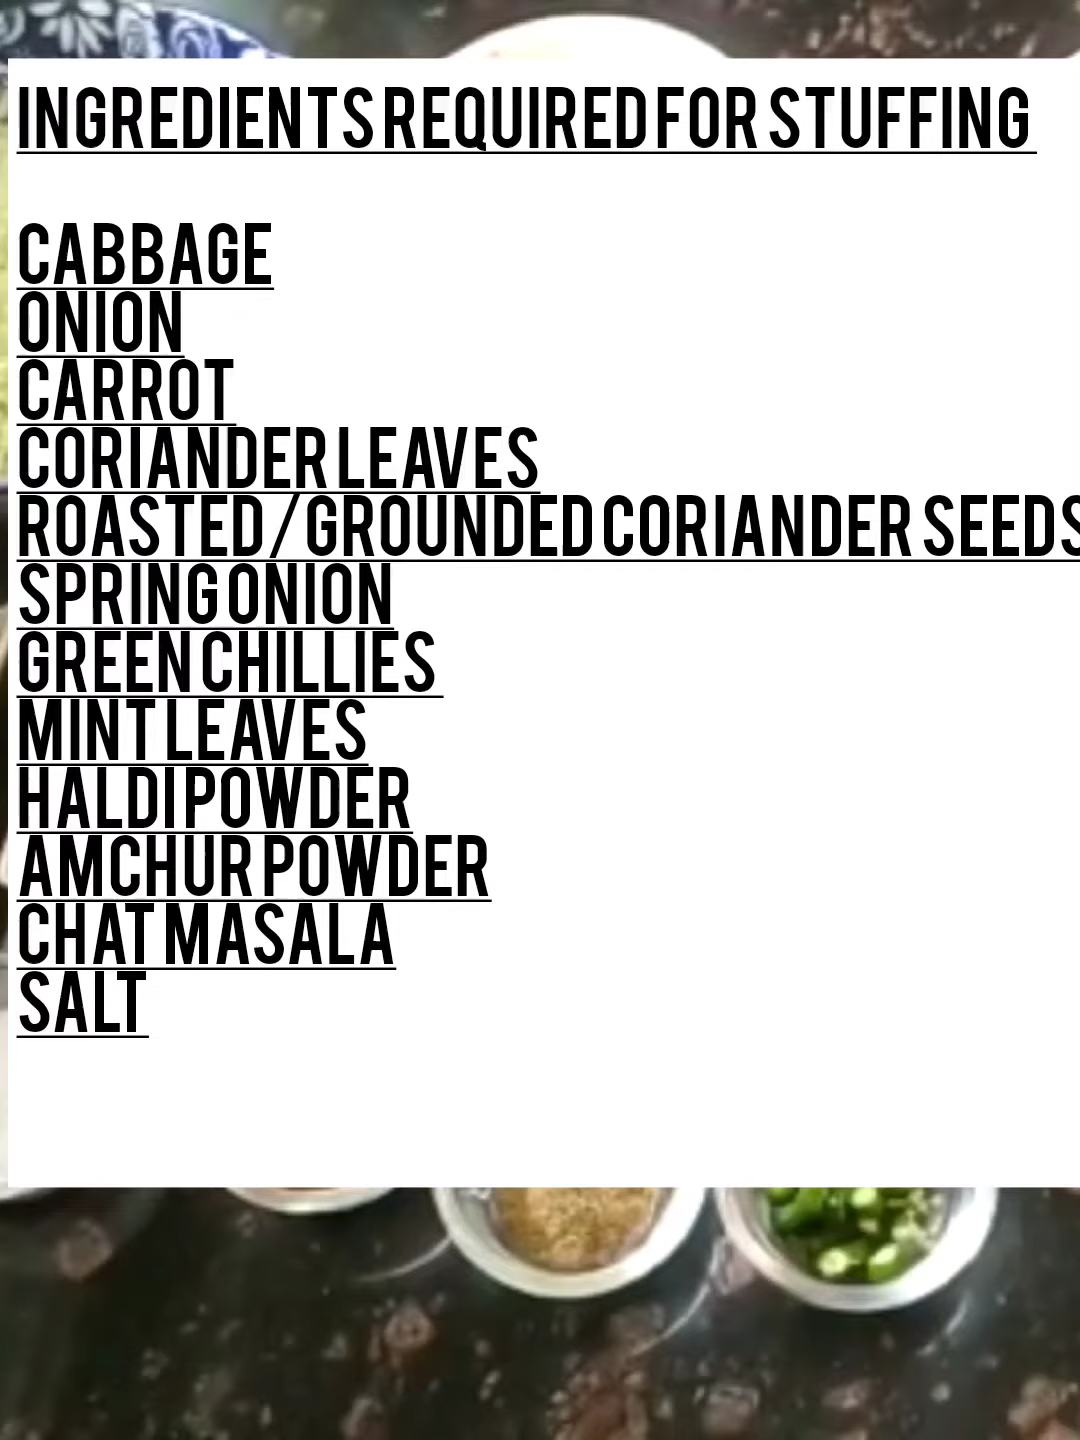 INGREDIENTS REQUIRED FOR STUFFING
CABBAGE
ONION
CARROT
CORIANDER LEAVES
ROASTED/GROUNDED CORIANDER SEEDS
SPRING ONION
GREEN CHILLIES
MINT LEAVES
HALDI POWDER
AMCHUR POWDER
CHAT MASALA
SALT